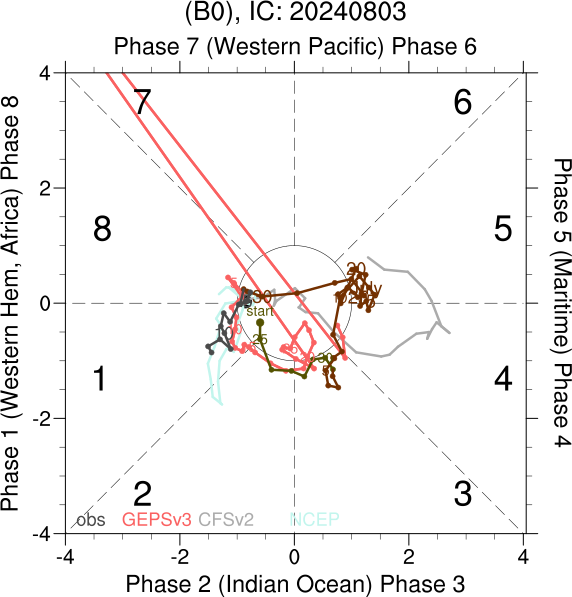 (B0), IC: 20240803
Phase 7 (Western Pacific) Phase 6
Phase 1 (Western Hem, Africa) Phase 8
Phase 5 (Maritime) Phase 4
4
2
0
-2
-4
7
6
8
5
1
4
2
3
start
25
30
30
20
10
obs GEPSv3 CFSv2 NCEP
-4 -2 0 2 4
Phase 2 (Indian Ocean) Phase 3